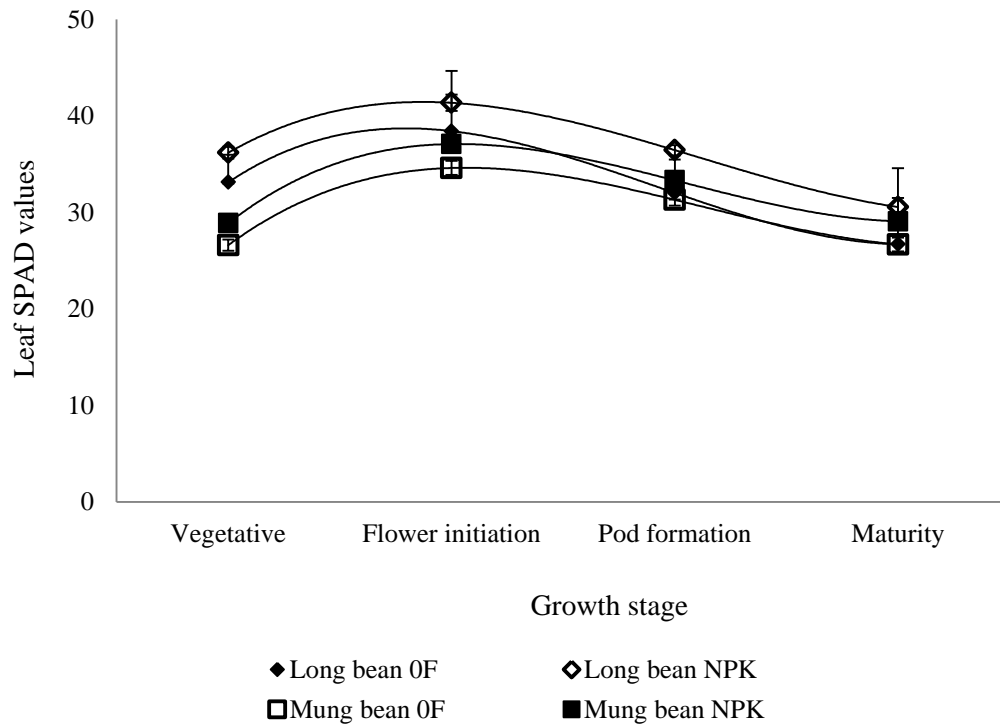 50
40
30
20
10
0
Leaf SPAD values
Vegetative Flower initiation Pod formation Maturity
Growth stage
Long bean 0F Long bean NPK
Mung bean 0F Mung bean NPK